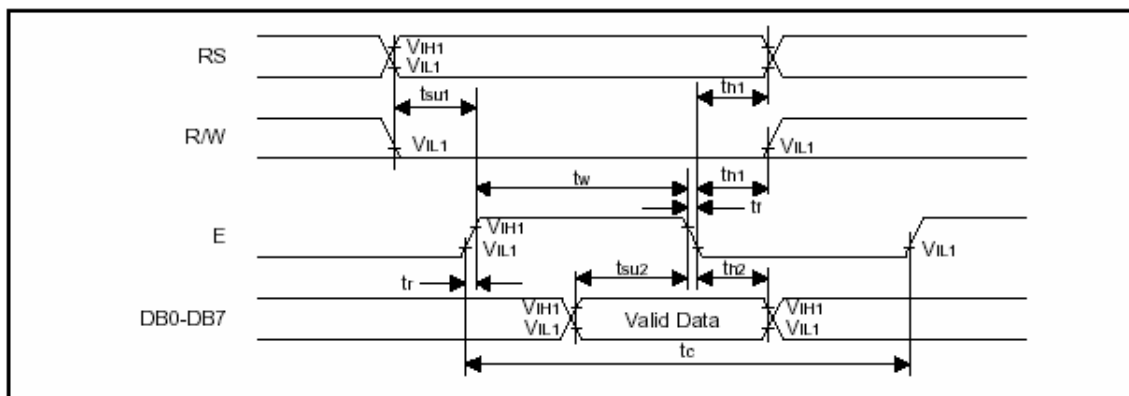 RS
VIH1
VIL1
tsu1
th1
R/W
VIL1
VIL1
tw
th1
tf
E
VIH1
VIL1
VIL1
tsu2
th2
tr
DB0-DB7
VIH1
VIL1
Valid Data
VIH1
VIL1
tc